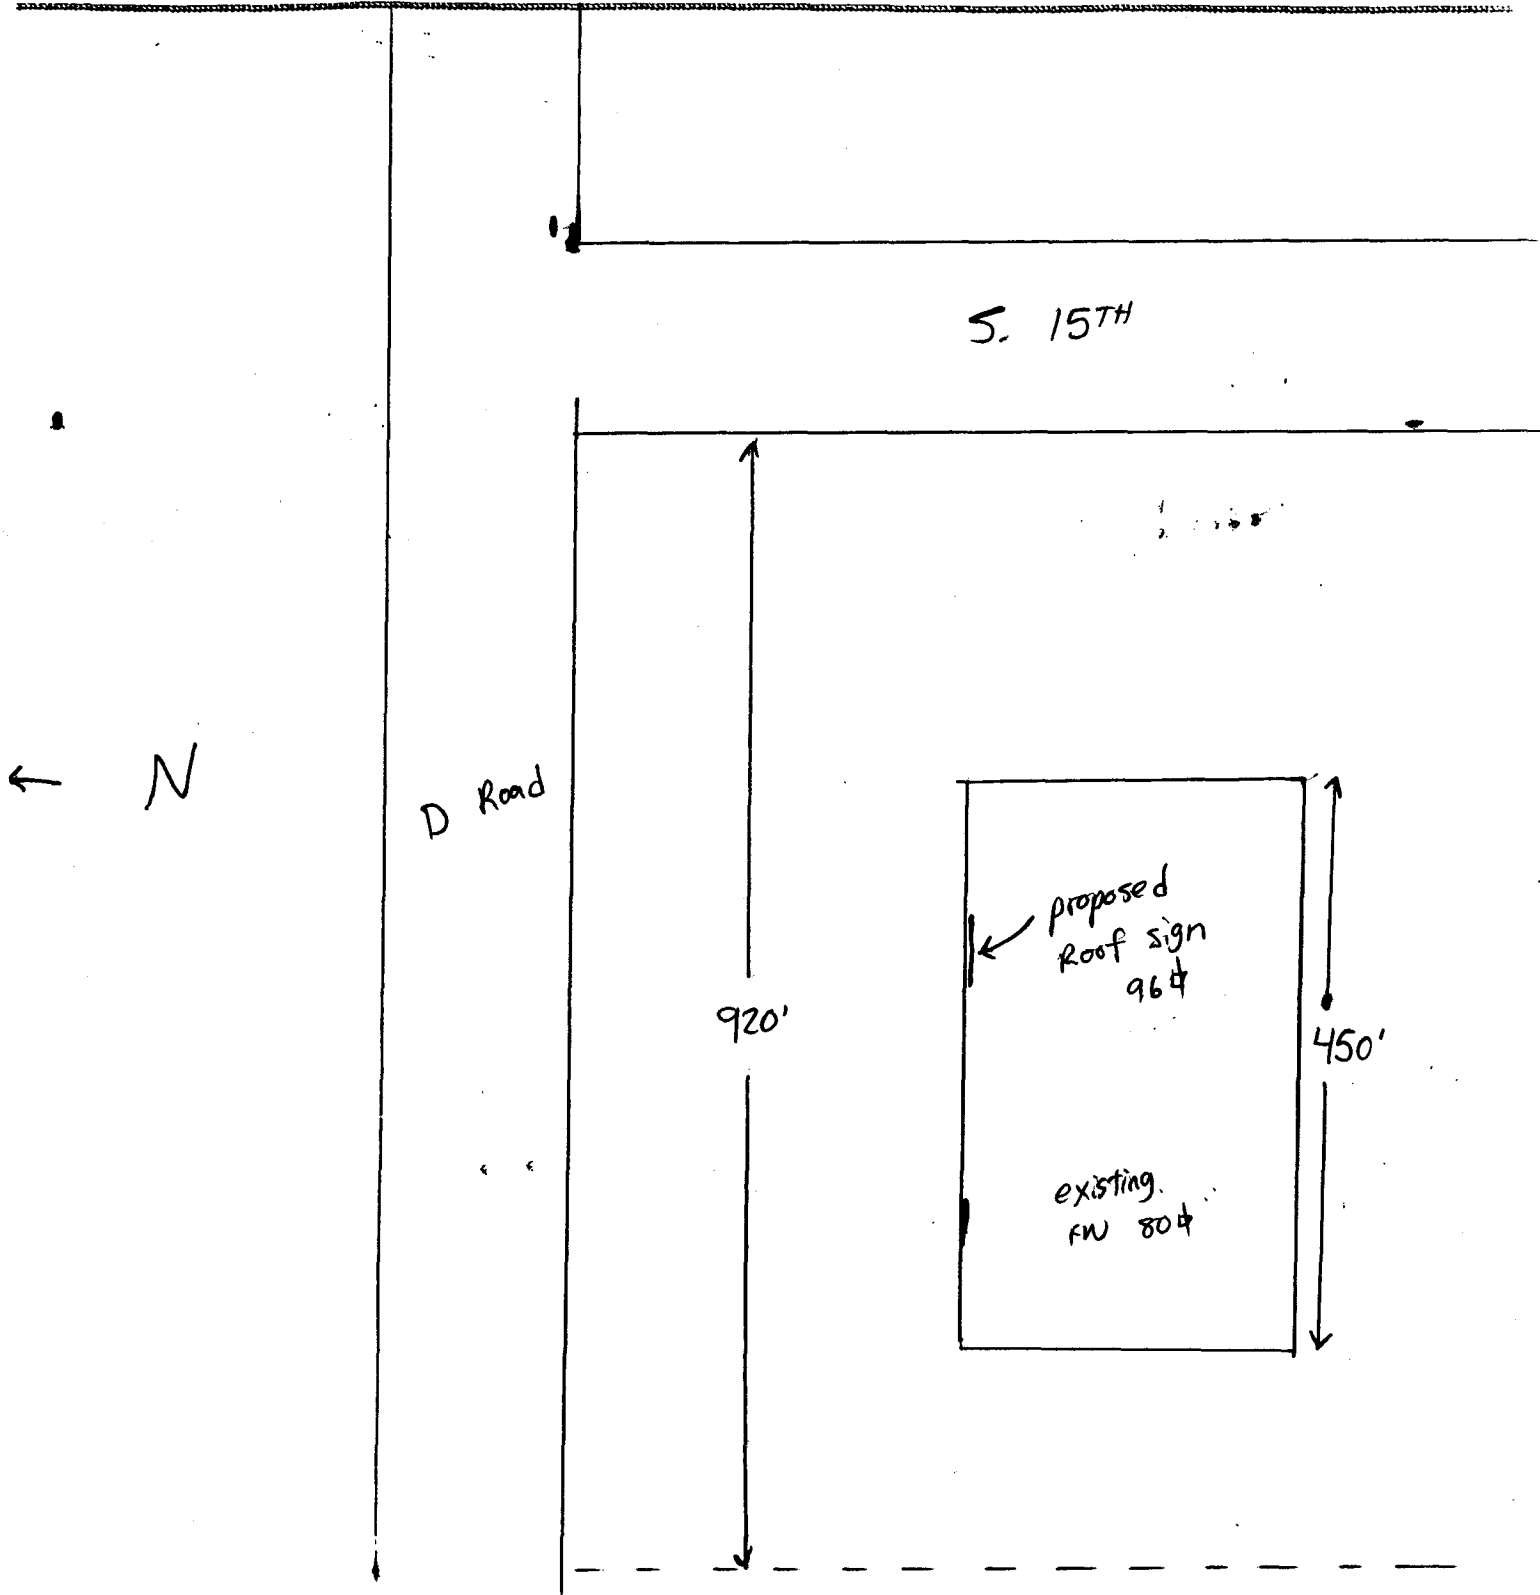 S. 15TH
N
D Road
proposed
Roof sign
96⌀
920'
450'
existing
FW 80⌀